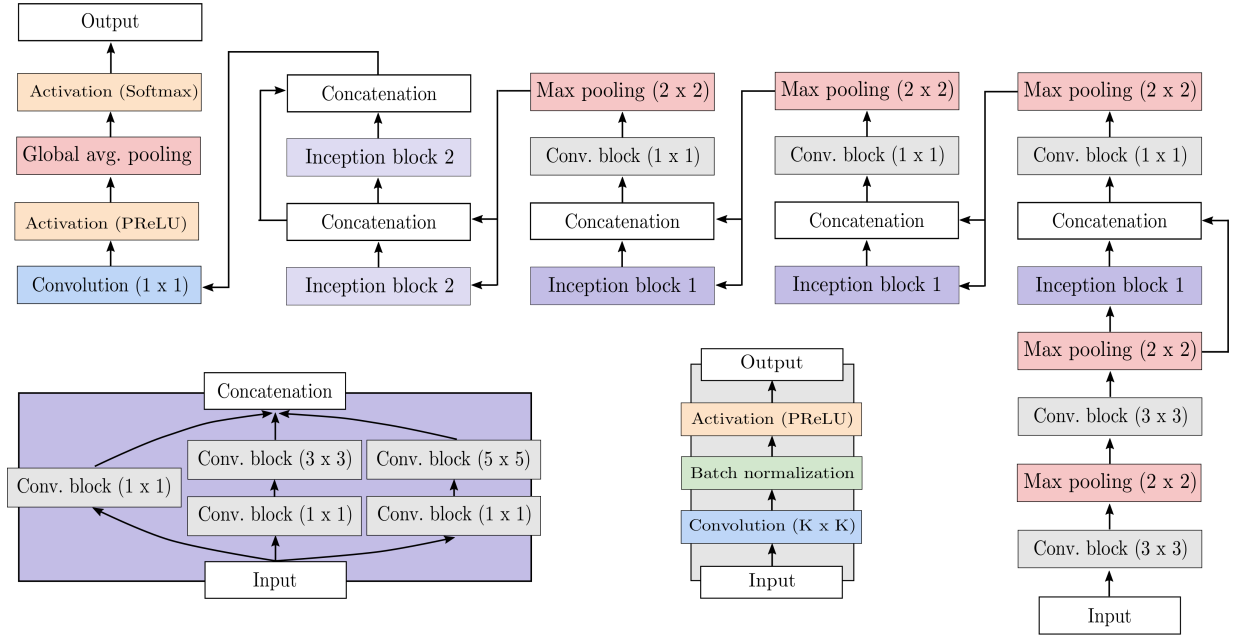 Output
Activation (Softmax)
Global avg. pooling
Activation (PReLU)
Convolution (1 x 1)
Concatenation
Inception block 2
Concatenation
Inception block 2
Max pooling (2 x 2)
Conv. block (1 x 1)
Concatenation
Inception block 1
Max pooling (2 x 2)
Conv. block (1 x 1)
Concatenation
Inception block 1
Max pooling (2 x 2)
Conv. block (1 x 1)
Concatenation
Inception block 1
Max pooling (2 x 2)
Conv. block (3 x 3)
Max pooling (2 x 2)
Conv. block (3 x 3)
Input
Concatenation
Conv. block (1 x 1)
Conv. block (3 x 3)
Conv. block (1 x 1)
Conv. block (5 x 5)
Conv. block (1 x 1)
Input
Output
Activation (PReLU)
Batch normalization
Convolution (K x K)
Input